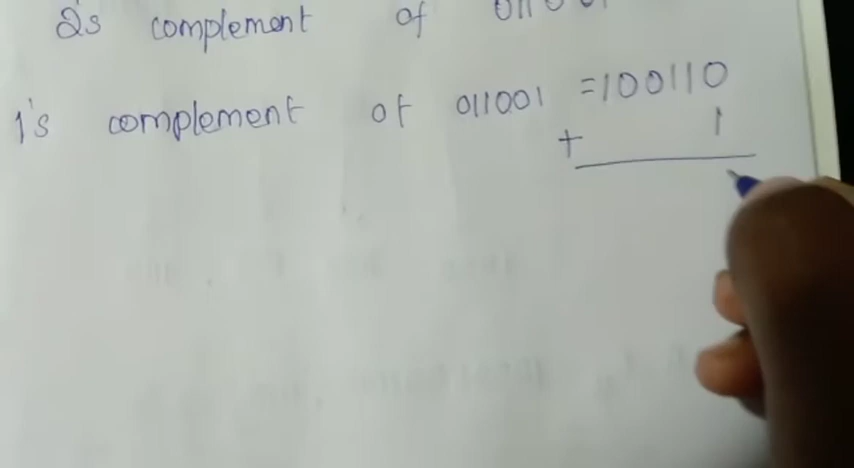 2s complement of
1's complement of 011001 =100110
+ 1